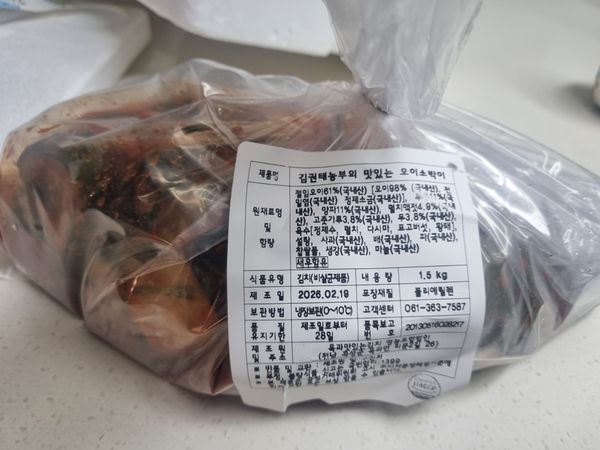 제품명 김권태농부의 맛있는 오이소박이
원재료명 및 함량
절임오이61%(국내산) [오이98% (국내산), 천
일염(국내산) 정제소금](국내산),
산), 양파11%(국내산), 멸치액젓4.9%(국내
산), 고춧가루3.8%(국내산), 무3.8%(국내산),
육수[정제수, 멸치, 다시마, 표고버섯, 황태],
설탕, 사과(국내산), 배(국내산), 파(국내산),
찹쌀풀, 생강(국내산), 마늘(국내산)
새우함유
식품유형 김치(비살균제품) 내용량 1.5 kg
제조일 2026.02.19 포장재질 폴리에틸렌
보관방법 냉장보관(0~10℃) 고객센터 061-363-7587
품질유지기한 제조일로부터 28일 품목보고번호 2013051602821​7
제조원 및 주소 옥과맛있는김치
HACCP